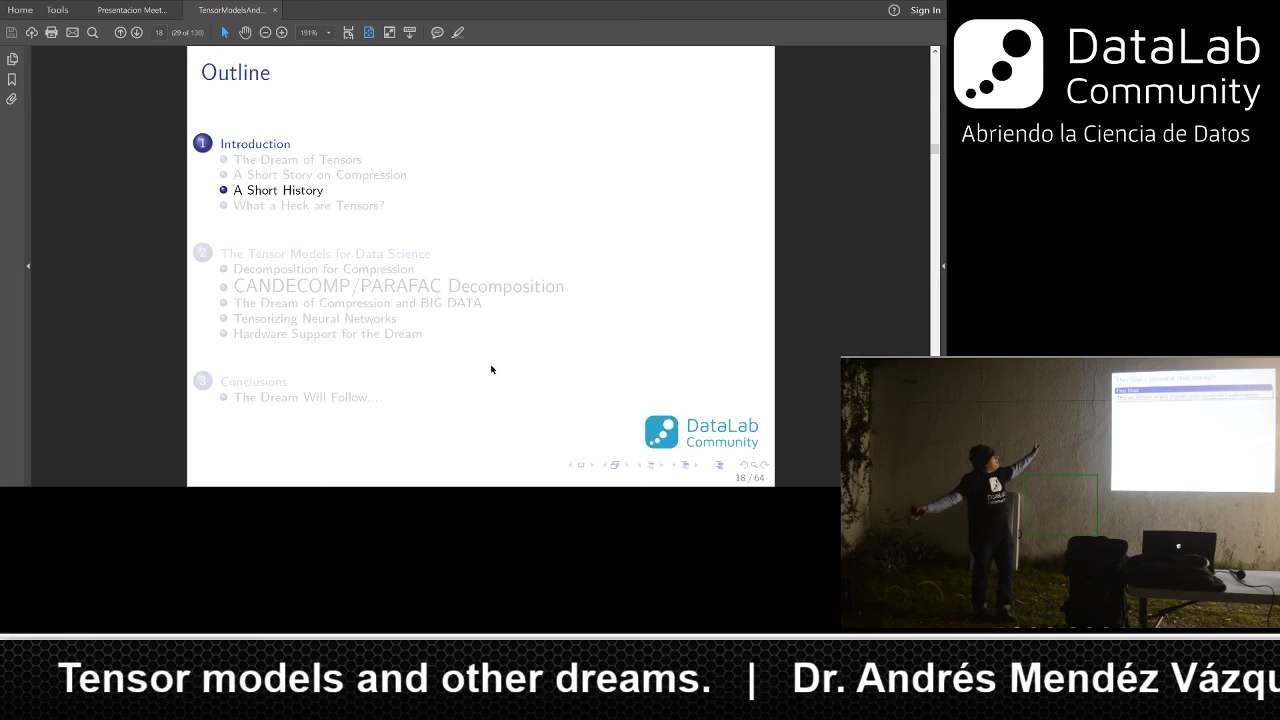 Home Tools Presentacion Meet... TensorModelsAnd... × Sign In
18 (29 of 130) 191%
Outline
1 Introduction
The Dream of Tensors
A Short Story on Compression
A Short History
What a Heck are Tensors?
2 The Tensor Models for Data Science
Decomposition for Compression
CANDECOMP/PARAFAC Decomposition
The Dream of Compression and BIG DATA
Tensorizing Neural Networks
Hardware Support for the Dream
3 Conclusions
The Dream Will Follow....
DataLab
Community
18 / 64
DataLab
Community
Abriendo la Ciencia de Datos
DataLab
Tensor models and other dreams. | Dr. Andrés Mendéz Vázqu